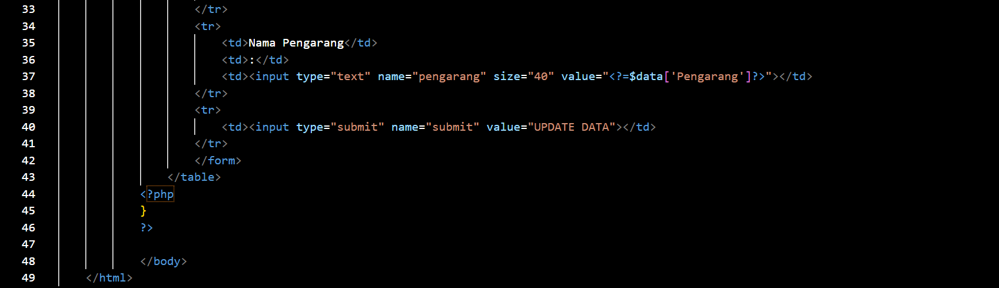 33 </tr>
34 <tr>
35 <td>Nama Pengarang</td>
36 <td>:</td>
37 <td><input type="text" name="pengarang" size="40" value="<?=$data['Pengarang']?>"></td>
38 </tr>
39 <tr>
40 <td><input type="submit" name="submit" value="UPDATE DATA"></td>
41 </tr>
42 </form>
43 </table>
44 <?php
45 }
46 ?>
47
48 </body>
49 </html>